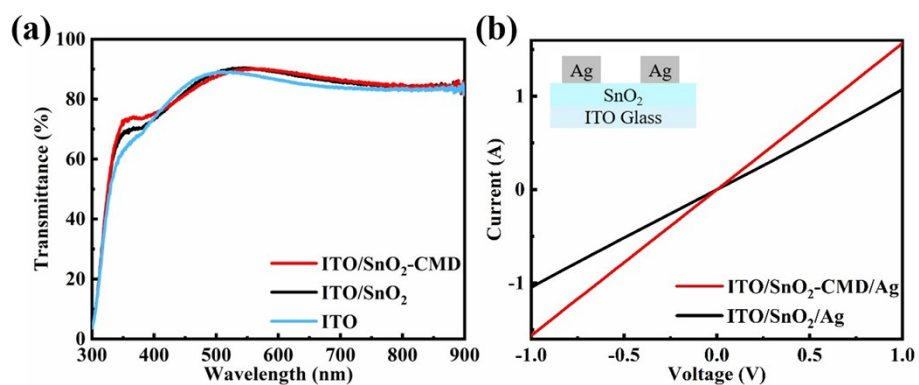 (a)
Transmittance (%)
100
80
60
40
20
0
ITO/SnO₂-CMD
ITO/SnO₂
ITO
300 400 500 600 700 800 900
Wavelength (nm)
(b)
Current (A)
1
0
-1
Ag Ag
SnO₂
ITO Glass
ITO/SnO₂-CMD/Ag
ITO/SnO₂/Ag
-1.0 -0.5 0.0 0.5 1.0
Voltage (V)